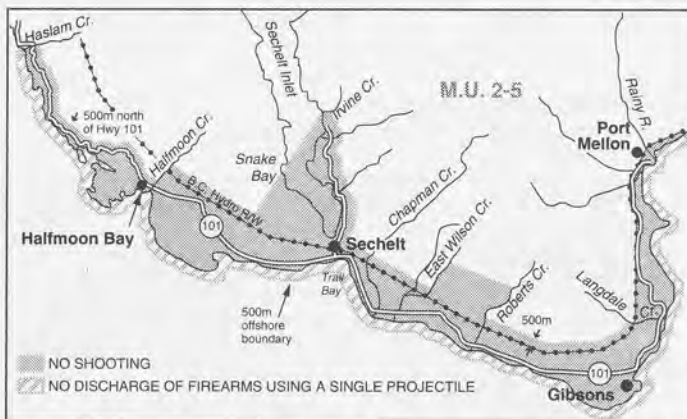 Haslam Cr.
500m north
of Hwy 101
Halfmoon Cr.
Sechelt Inlet
Irvine Cr.
M.U. 2-5
Rainy R.
Port
Mellon
Snake
Bay
B.C. Hydro R/W
Chapman Cr.
East Wilson Cr.
Halfmoon Bay
101
Sechelt
Trail
Bay
Roberts Cr.
Langdale
Cr.
500m
offshore
boundary
500m
NO SHOOTING
101
NO DISCHARGE OF FIREARMS USING A SINGLE PROJECTILE
Gibsons